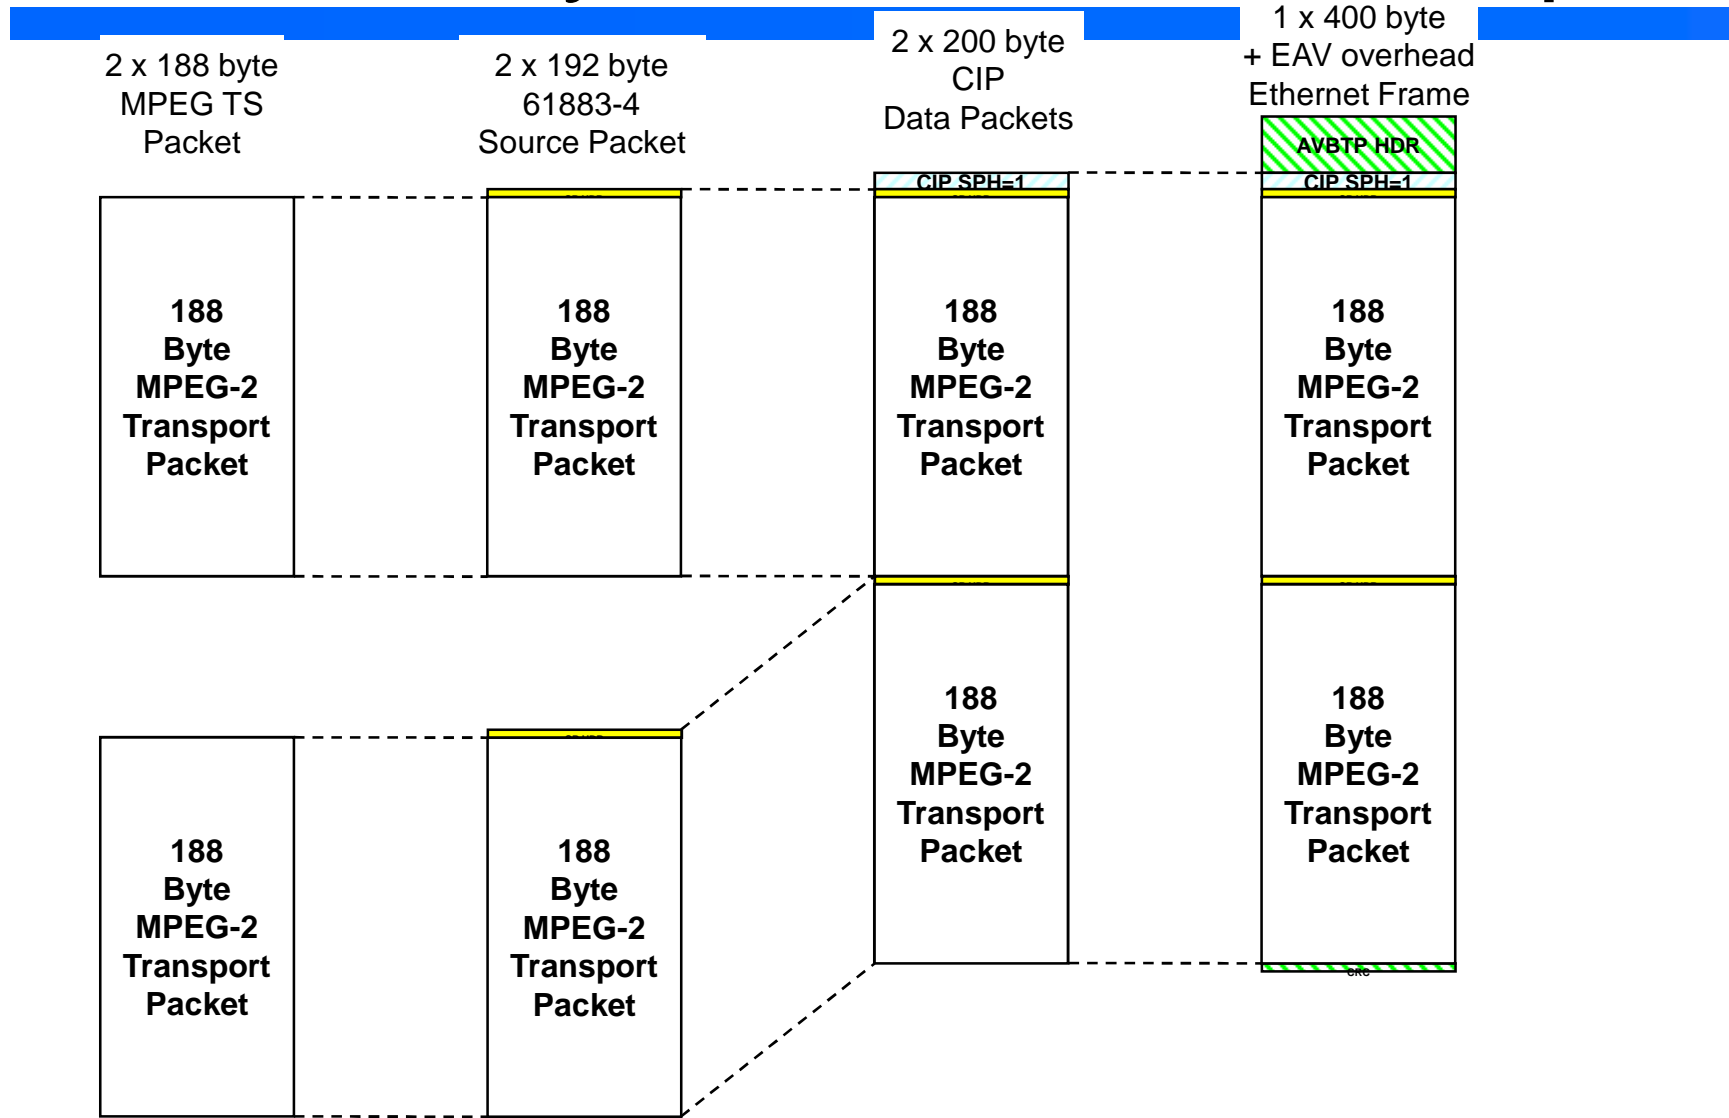 2 x 188 byte
MPEG TS
Packet
2 x 192 byte
61883-4
Source Packet
2 x 200 byte
CIP
Data Packets
1 x 400 byte
+ EAV overhead
Ethernet Frame
AVBTP HDR
CIP SPH=1
CIP SPH=1
188
Byte
MPEG-2
Transport
Packet
188
Byte
MPEG-2
Transport
Packet
188
Byte
MPEG-2
Transport
Packet
188
Byte
MPEG-2
Transport
Packet
188
Byte
MPEG-2
Transport
Packet
188
Byte
MPEG-2
Transport
Packet
188
Byte
MPEG-2
Transport
Packet
188
Byte
MPEG-2
Transport
Packet
CRC